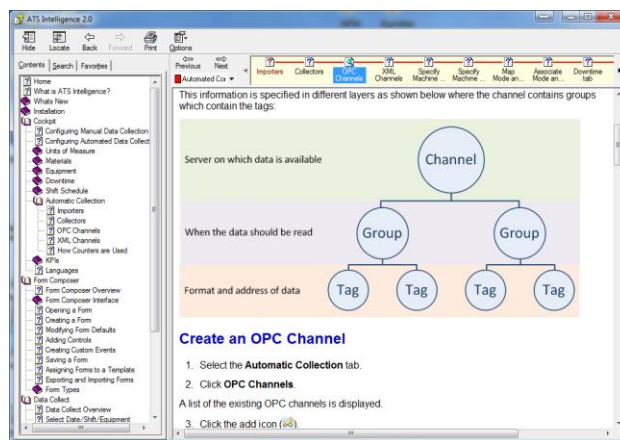 ATS Intelligence 2.0
Hide Locate Back Forward Print Options
Contents Search Favorites
Home
What is ATS Intelligence?
Whats New
Installation
Cockpit
Configuring Manual Data Collection
Configuring Automated Data Collect
Units of Measure
Materials
Equipment
Downtime
Shift Schedule
Automatic Collection
Importers
Collectors
OPC Channels
XML Channels
How Counters are Used
KPIs
Languages
Form Composer
Form Composer Overview
Form Composer Interface
Opening a Form
Creating a Form
Modifying Form Defaults
Adding Controls
Creating Custom Events
Saving a Form
Assigning Forms to a Template
Exporting and Importing Forms
Form Types
Data Collect
Data Collect Overview
Select Date/Shift/Equipment
Previous Next
Automated Cor
Importers
Collectors
OPC
Channels
XML
Channels
Specify
Machine ...
Specify
Machine ...
Map
Mode an...
Associate
Mode an...
Downtime
tab
This information is specified in different layers as shown below where the channel contains groups
which contain the tags:
Server on which data is available
Channel
When the data should be read
Group Group
Format and address of data
Tag Tag Tag Tag
Create an OPC Channel
1. Select the Automatic Collection tab.
2. Click OPC Channels.
A list of the existing OPC channels is displayed.
3. Click the add icon ( ).